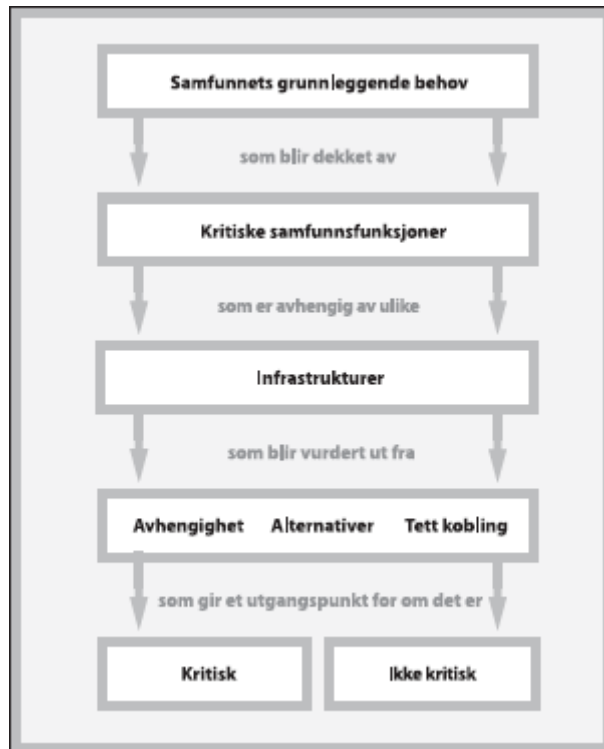 Samfunnets grunnleggende behov
som blir dekket av
Kritiske samfunnsfunksjoner
som er avhengig av ulike
Infrastrukturer
som blir vurdert ut fra
Avhengighet Alternativer Tett kobling
som gir et utgangspunkt for om det er
Kritisk Ikke kritisk